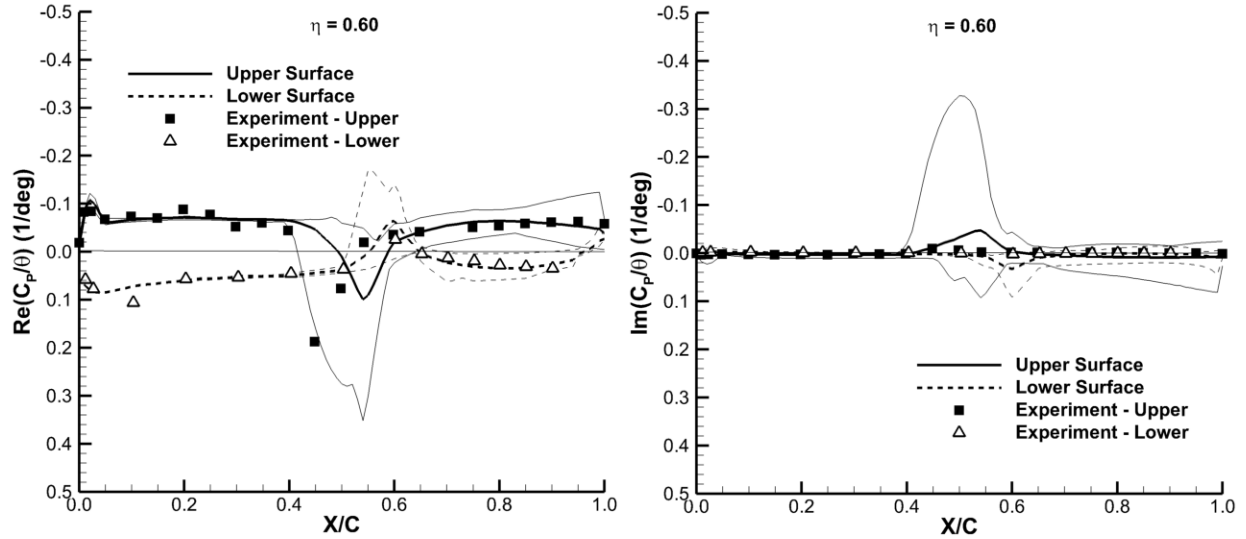 η = 0.60
Upper Surface
Lower Surface
Experiment - Upper
Experiment - Lower
-0.5
-0.4
-0.3
-0.2
-0.1
0.0
0.1
0.2
0.3
0.4
0.5
Re(C_P/θ) (1/deg)
0.0 0.2 0.4 0.6 0.8 1.0
X/C
η = 0.60
-0.5
-0.4
-0.3
-0.2
-0.1
0.0
0.1
0.2
0.3
0.4
0.5
Im(C_P/θ) (1/deg)
Upper Surface
Lower Surface
Experiment - Upper
Experiment - Lower
0.0 0.2 0.4 0.6 0.8 1.0
X/C